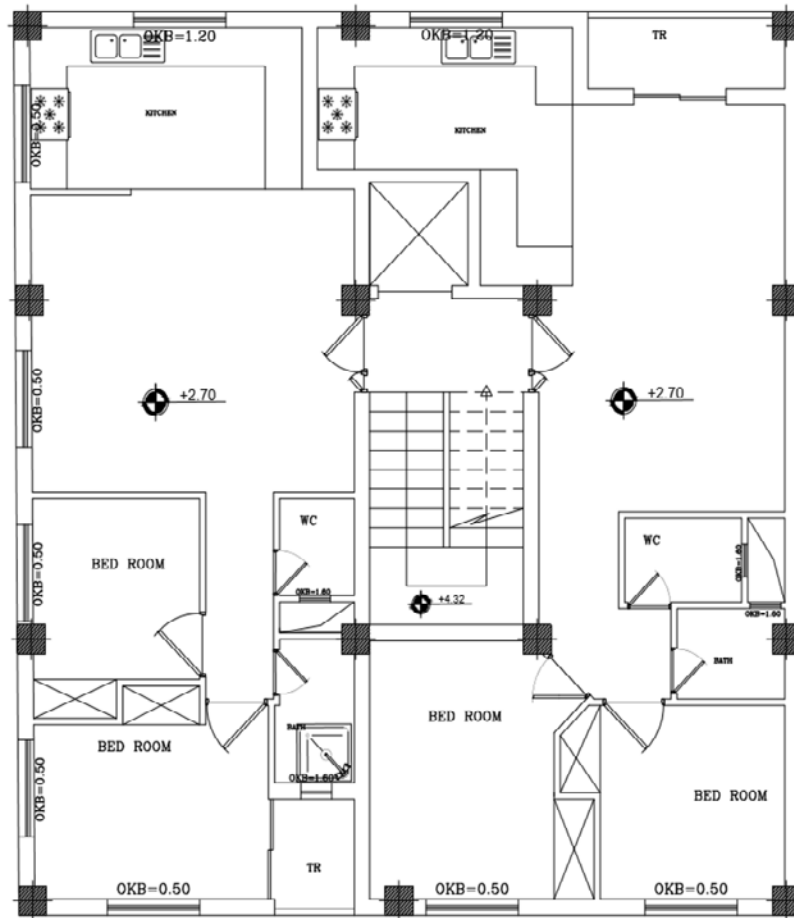 OKB=1.20
OKB=1.20
TR
KITCHEN
KITCHEN
OKB=0.50
+2.70
+2.70
OKB=0.50
WC
WC
BED ROOM
OKB=0.50
OKB=1.60
OKB=1.60
+4.32
OKB=1.60
BATH
BED ROOM
BATH
BED ROOM
OKB=0.50
OKB=1.60
BED ROOM
TR
OKB=0.50
OKB=0.50
OKB=0.50